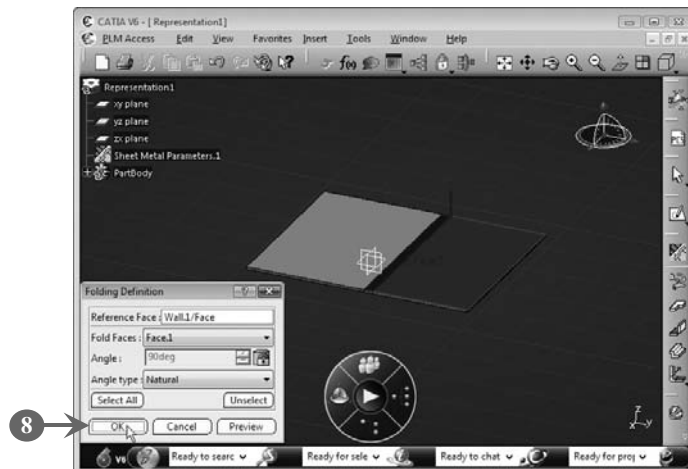 CATIA V6 - [ Representation1]
PLM Access Edit View Favorites Insert Tools Window Help
f(x)
Representation1
xy plane
yz plane
zx plane
Sheet Metal Parameters.1
PartBody
Folding Definition
Reference Face : Wall.1/Face
Fold Faces : Face.1
Angle : 90deg
Angle type : Natural
Select All Unselect
8 OK Cancel Preview
z
x y
V6 Ready to searc Ready for sele Ready to chat Ready for proj